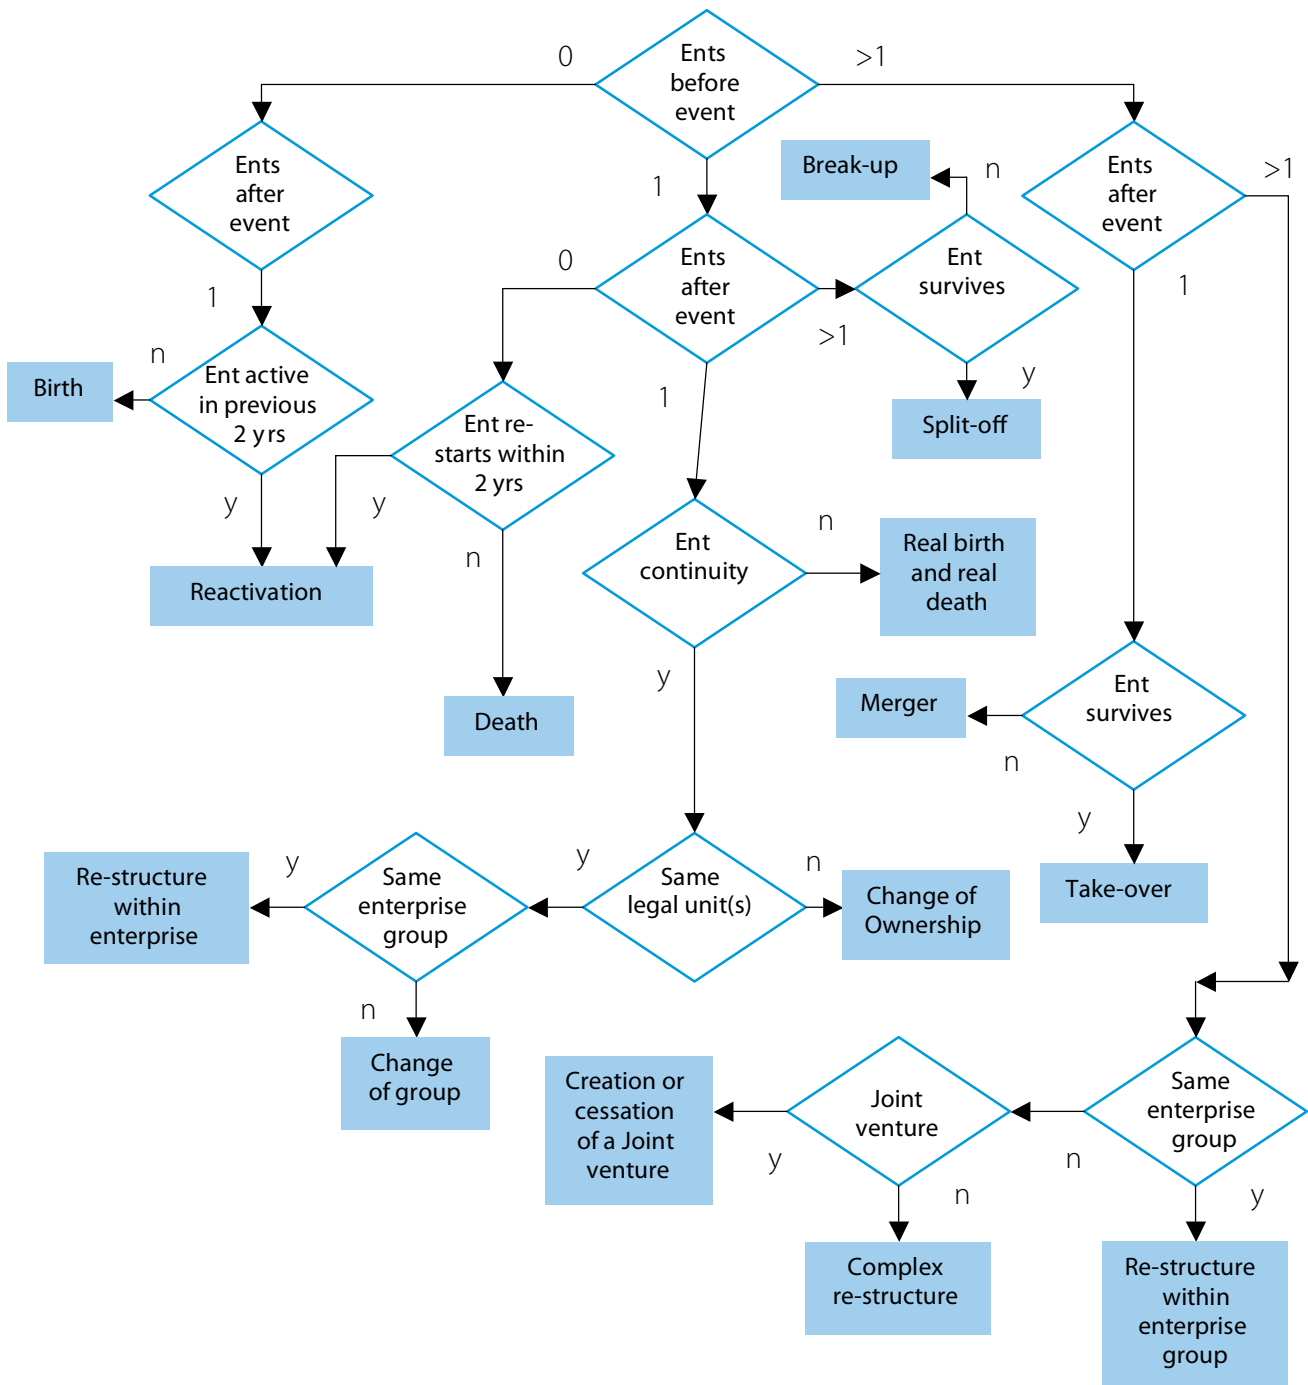 0
Ents
before
event
>1
Ents
after
event
1
Break-up
n
Ents
after
event
>1
1
n
Birth
Ent active
in previous
2 yrs
y
Reactivation
0
Ents
after
event
>1
Ent
survives
y
Split-off
1
1
Ent re-
starts within
2 yrs
y
n
Death
Ent
continuity
n
Real birth
and real
death
y
Merger
n
Ent
survives
y
Take-over
Re-structure
within
enterprise
y
Same
enterprise
group
y
Same
legal unit(s)
n
Change of
Ownership
n
Change
of group
Creation or
cessation
of a Joint
venture
y
Joint
venture
n
Same
enterprise
group
n
y
Complex
re-structure
Re-structure
within
enterprise
group